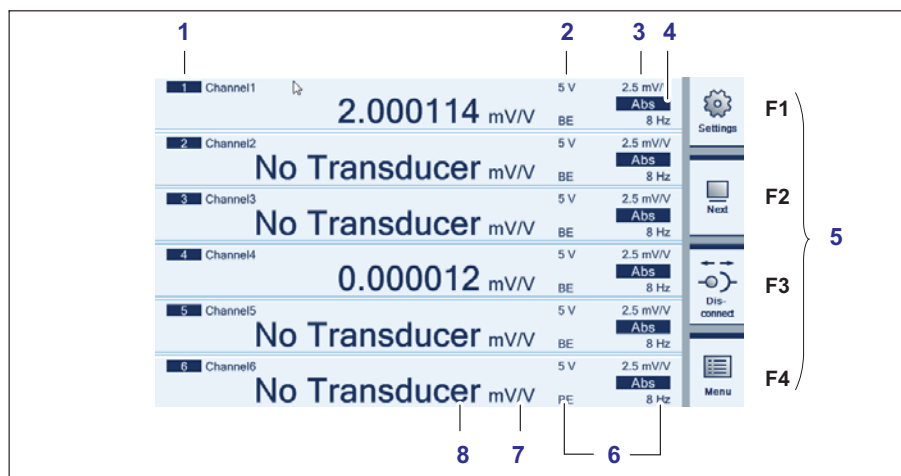 1 2 3 4
1 Channel1 5 V 2.5 mV/V
2.000114 mV/V Abs
BE 8 Hz
2 Channel2 5 V 2.5 mV/V
No Transducer mV/V Abs
BE 8 Hz
3 Channel3 5 V 2.5 mV/V
No Transducer mV/V Abs
BE 8 Hz
4 Channel4 5 V 2.5 mV/V
0.000012 mV/V Abs
BE 8 Hz
5 Channel5 5 V 2.5 mV/V
No Transducer mV/V Abs
BE 8 Hz
6 Channel6 5 V 2.5 mV/V
No Transducer mV/V Abs
BE 8 Hz
Settings F1
Next F2
Dis-
connect F3
Menu F4
5
8 7 6